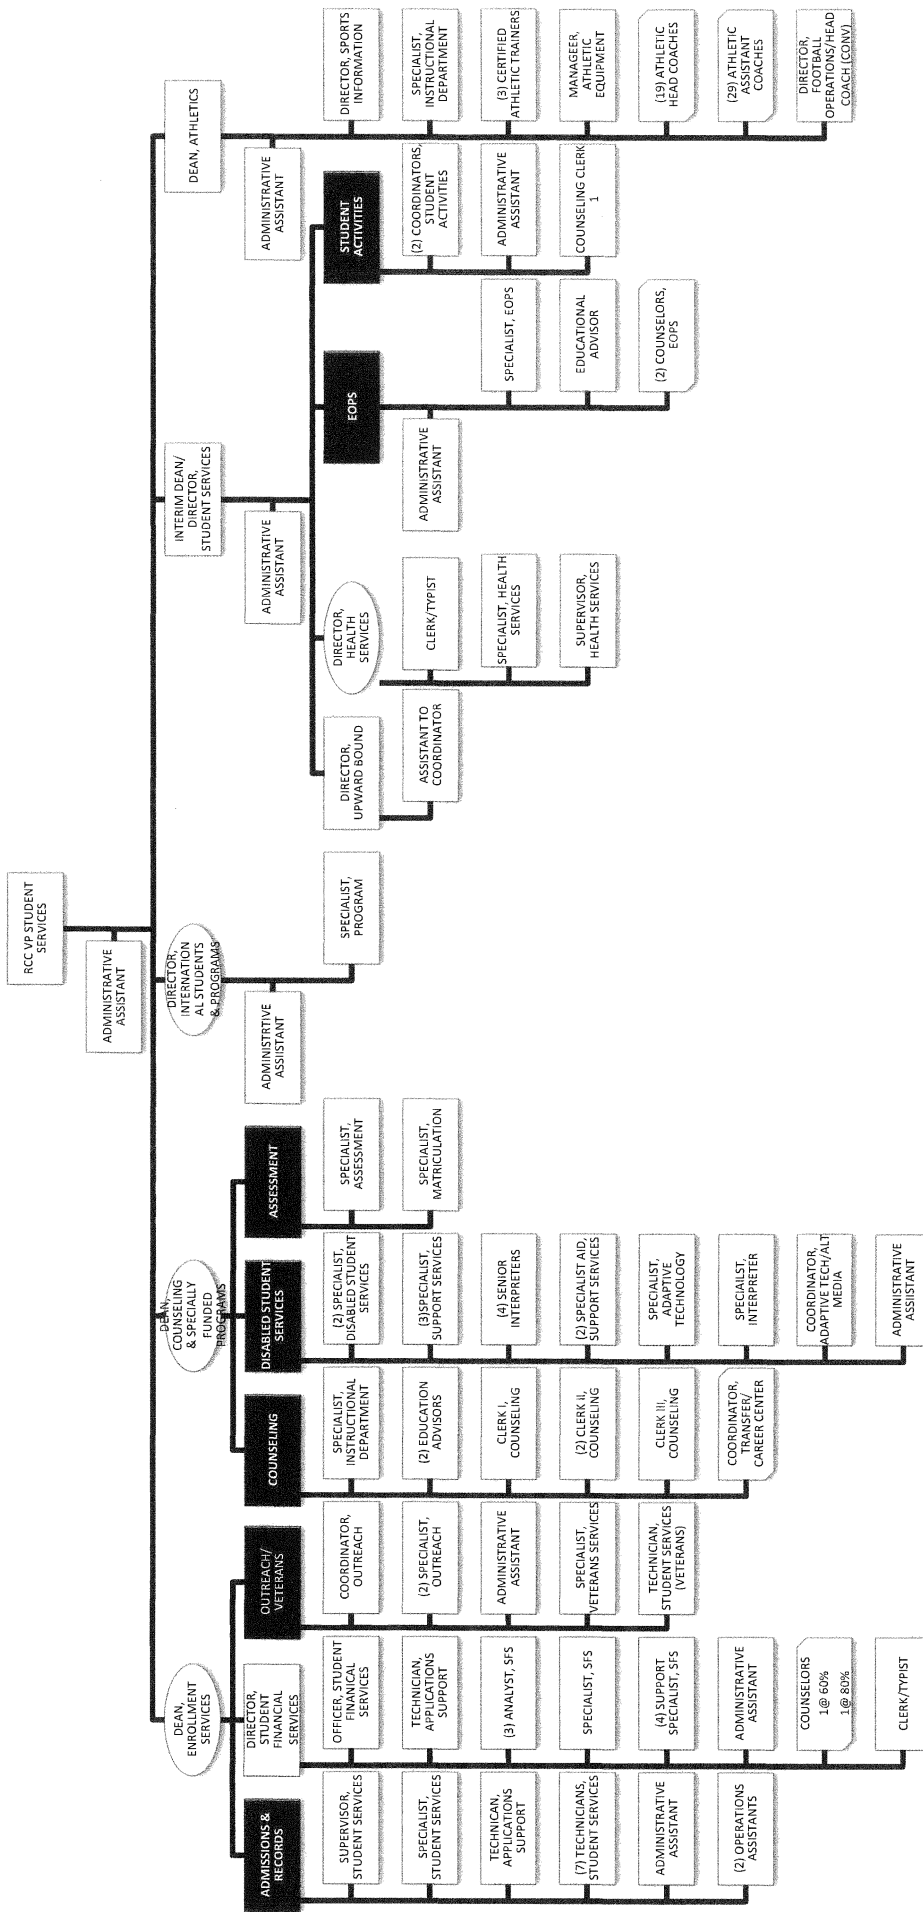 RCC VP STUDENT
SERVICES
ADMINISTRATIVE
ASSISTANT
DEAN,
ENROLLMENT
SERVICES
ADMISSIONS &
RECORDS
SUPERVISOR,
STUDENT SERVICES
SPECIALIST,
STUDENT SERVICES
TECHNICAN,
APPLICATIONS
SUPPORT
(7) TECHNICIANS,
STUDENT SERVICES
ADMINISTRATIVE
ASSISTANT
(2) OPERATIONS
ASSISTANTS
DIRECTOR,
STUDENT
FINANCIAL
SERVICES
OFFICER, STUDENT
FINANICAL
SERVICES
TECHNICIAN,
APPLICATIONS
SUPPORT
(3) ANALYST, SFS
SPECIALIST, SFS
(4) SUPPORT
SPECIALIST, SFS
ADMINISTRATIVE
ASSISTANT
COUNSELORS
1@ 60%
1@ 80%
CLERK/TYPIST
OUTREACH/
VETERANS
COORDINATOR,
OUTREACH
(2) SPECIALIST,
OUTREACH
ADMINISTRATIVE
ASSISTANT
SPECIALIST,
VETERANS SERVICES
TECHNICIAN,
STUDENT SERVICES
(VETERANS)
DEAN,
COUNSELING
& SPECIALLY
FUNDED
PROGRAMS
COUNSELING
SPECIALIST,
INSTRUCTIONAL
DEPARTMENT
(2) EDUCATION
ADVISORS
CLERK I,
COUNSELING
(2) CLERK II,
COUNSELING
CLERK III,
COUNSELING
COORDINATOR,
TRANSFER/
CAREER CENTER
DISABLED STUDENT
SERVICES
(2) SPECIALIST,
DISABLED STUDENT
SERVICES
(3)SPECIALIST,
SUPPORT SERVICES
(4) SENIOR
INTERPETERS
(2) SPECIALIST AID,
SUPPORT SERVICES
SPECIALIST,
ADAPTIVE
TECHNOLOGY
SPECIAILST,
INTERPRETER
COORDINATOR,
ADAPTIVE TECH/ALT
MEDIA
ADMINISTRATIVE
ASSIITANT
ASSESSMENT
SPECIALIST,
ASSESSMENT
SPECIALIST,
MATRICULATION
DIRECTOR,
INTERNATION
AL STUDENTS
& PROGRAMS
ADMINISTRTIVE
ASSIISTANT
SPECIALIST,
PROGRAM
INTERIM DEAN/
DIRECTOR,
STUDENT SERVICES
ADMINISTRATIVE
ASSISTANT
DIRECTOR,
UPWARD BOUND
ASSISTANT TO
COORDINATOR
DIRECTOR,
HEALTH
SERVICES
CLERK/TYPIST
SPECIALIST, HEALTH
SERVICES
SUPERVISOR,
HEALTH SERVICES
EOPS
ADMINISTRATIVE
ASSISTANT
SPECIALIST, EOPS
EDUCATIONAL
ADVISOR
(2) COUNSELORS,
EOPS
STUDENT
ACTIVITIES
(2) COORDINATORS,
STUDENT
ACTIVITIES
ADMINISTRATIVE
ASSISTANT
COUNSELING CLERK
1
DEAN, ATHLETICS
ADMINISTRATIVE
ASSISTANT
DIRECTOR, SPORTS
INFORMATION
SPECIALIST,
INSTRUCTIONAL
DEPARTMENT
(3) CERTIFIED
ATHLETIC TRAINERS
MANAGEER,
ATHLETIC
EQUIPMENT
(19) ATHLETIC
HEAD COACHES
(29) ATHLETIC
ASSISTANT
COACHES
DIRECTOR,
FOOTBALL
OPERATIONS/HEAD
COACH (CONV)